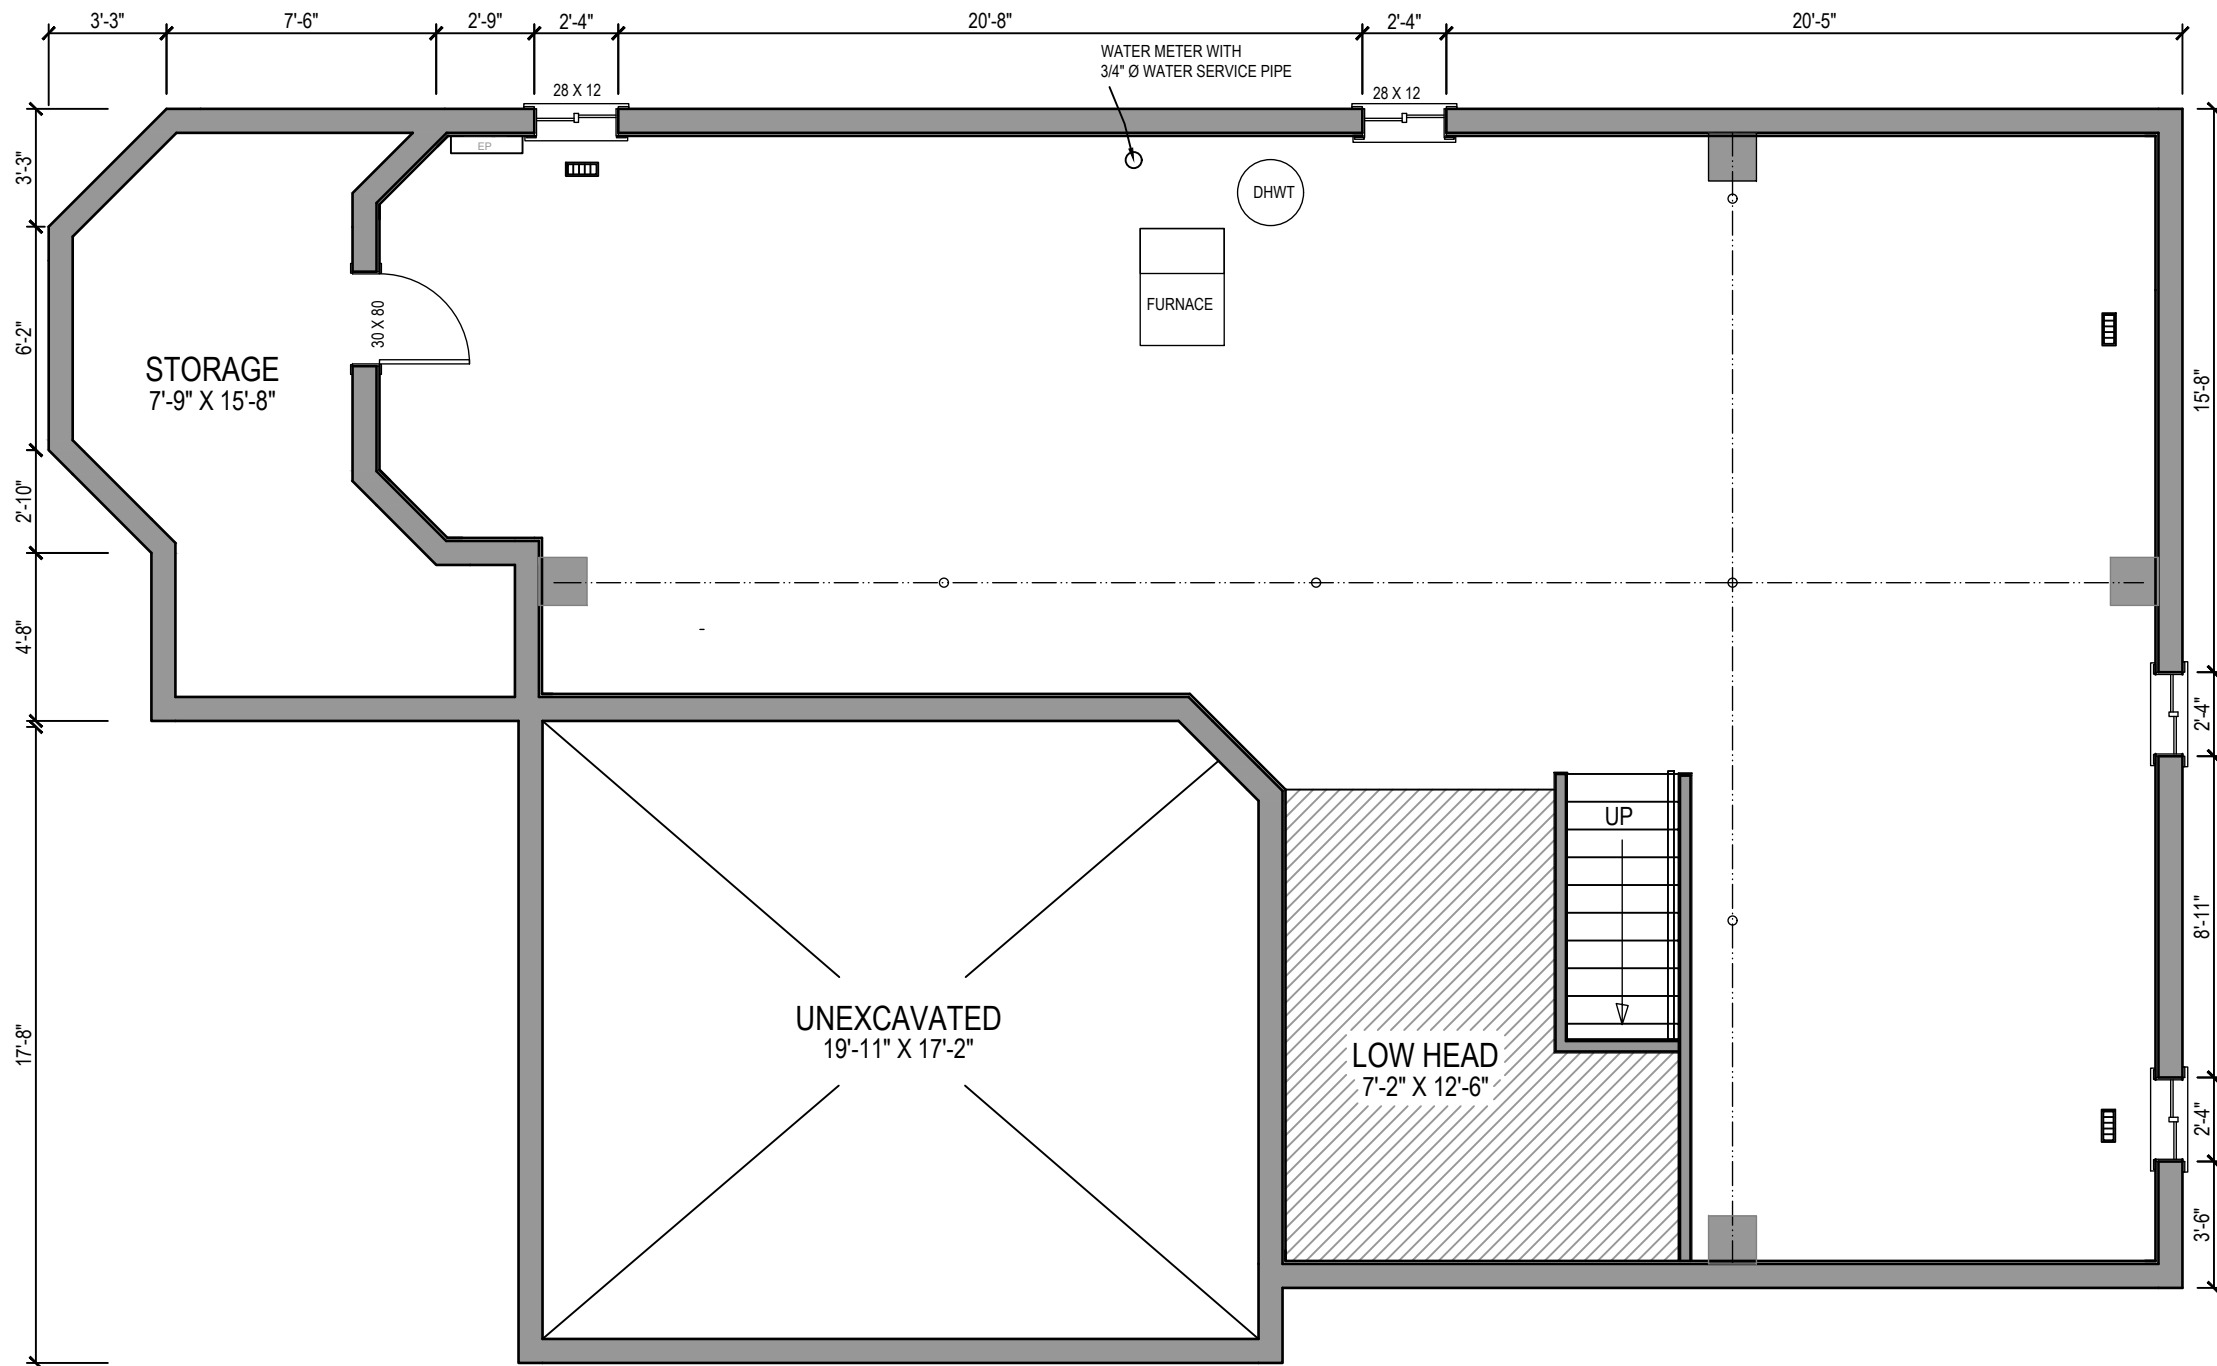 3'-3"
7'-6"
2'-9"
2'-4"
20'-8"
2'-4"
20'-5"
WATER METER WITH
3/4" Ø WATER SERVICE PIPE
28 X 12
28 X 12
EP
DHWT
FURNACE
30 X 80
STORAGE
7'-9" X 15'-8"
3'-3"
6'-2"
2'-10"
4'-8"
17'-8"
15'-8"
2'-4"
8'-11"
2'-4"
3'-6"
UP
UNEXCAVATED
19'-11" X 17'-2"
LOW HEAD
7'-2" X 12'-6"